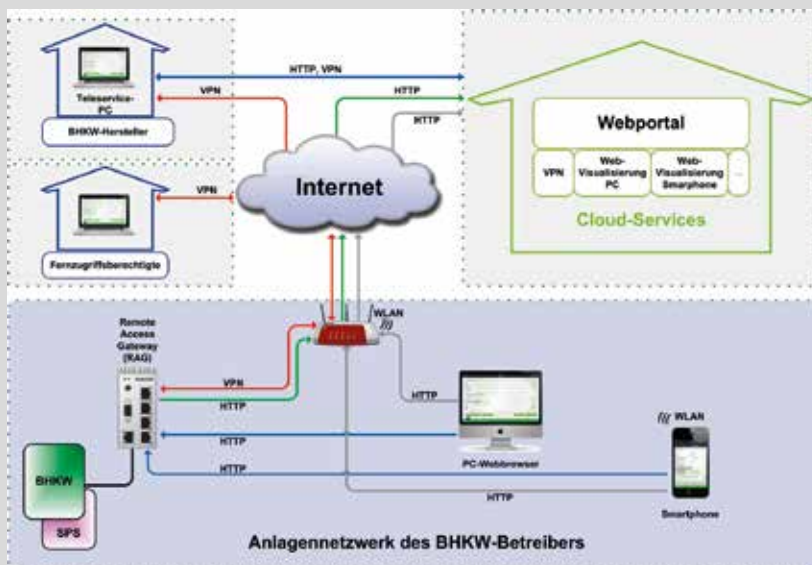 Teleservice-
PC
BHKW-Hersteller
VPN
HTTP, VPN
HTTP
HTTP
Fernzugriffsberechtigte
VPN
Internet
Webportal
VPN
Web-
Visualisierung
PC
Web-
Visualisierung
Smarphone
...
Cloud-Services
Remote
Access
Gateway
(RAG)
WLAN
VPN
HTTP
HTTP
HTTP
HTTP
HTTP
PC-Webbrowser
WLAN
Smartphone
BHKW
SPS
Anlagennetzwerk des BHKW-Betreibers